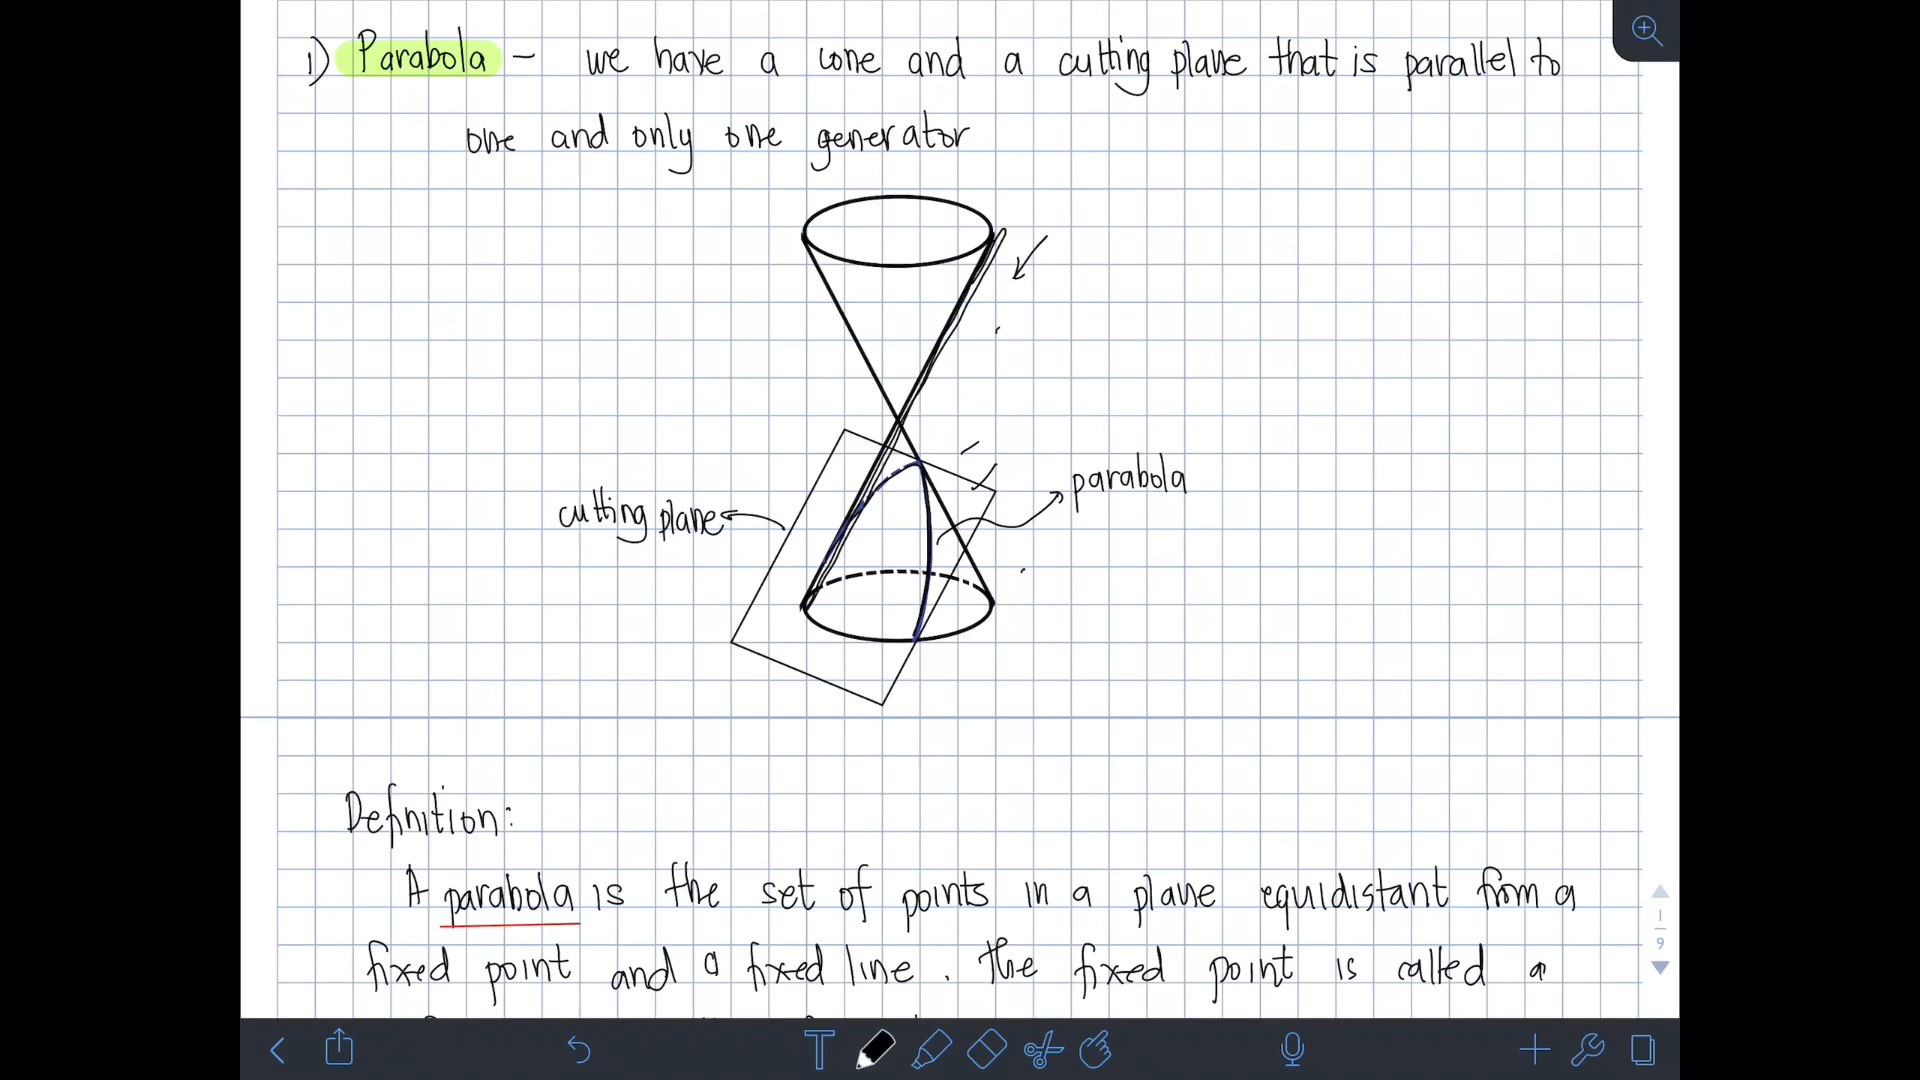 1) Parabola - we have a cone and a cutting plane that is parallel to
one and only one generator
cutting plane
parabola
Definition:
A parabola is the set of points in a plane equidistant from a
fixed point and a fixed line. The fixed point is called a
1
9
T